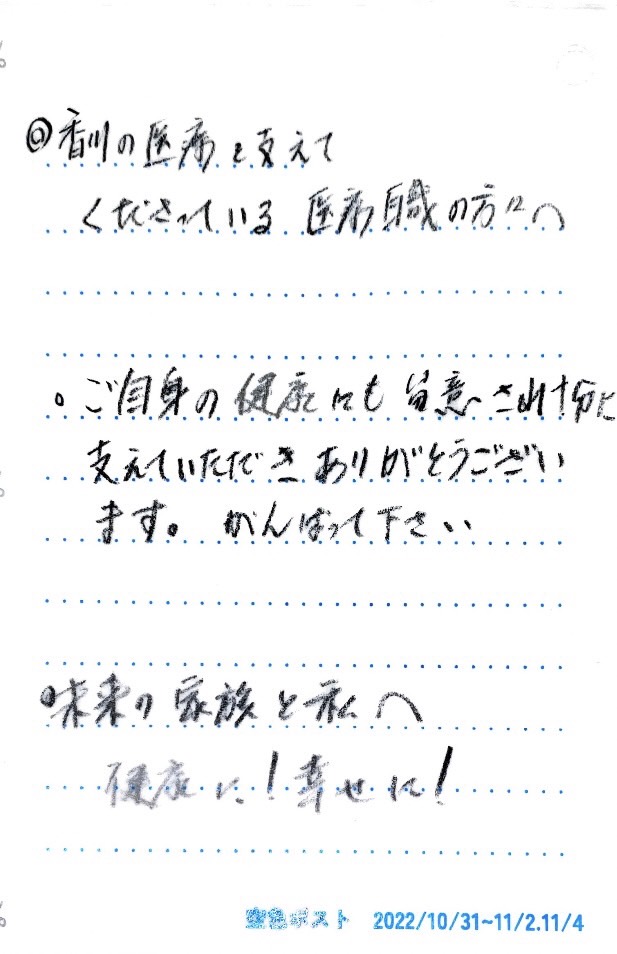 ◎香川の医療を支えて
くださっている医療職の方々へ
。ご自身の健康にも留意され十分に
支えていただきありがとうござい
ます。がんばって下さい
。未来の家族と私へ
健康に！幸せに！
空色ポスト 2022/10/31~11/2.11/4